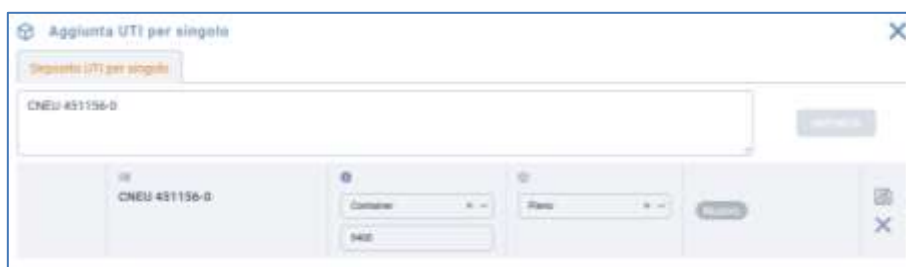 Aggiunta UTI per singolo
Deposito UTI per singolo
CNEU 451156-0
CNEU 451156-0
Container
Pieno
9400